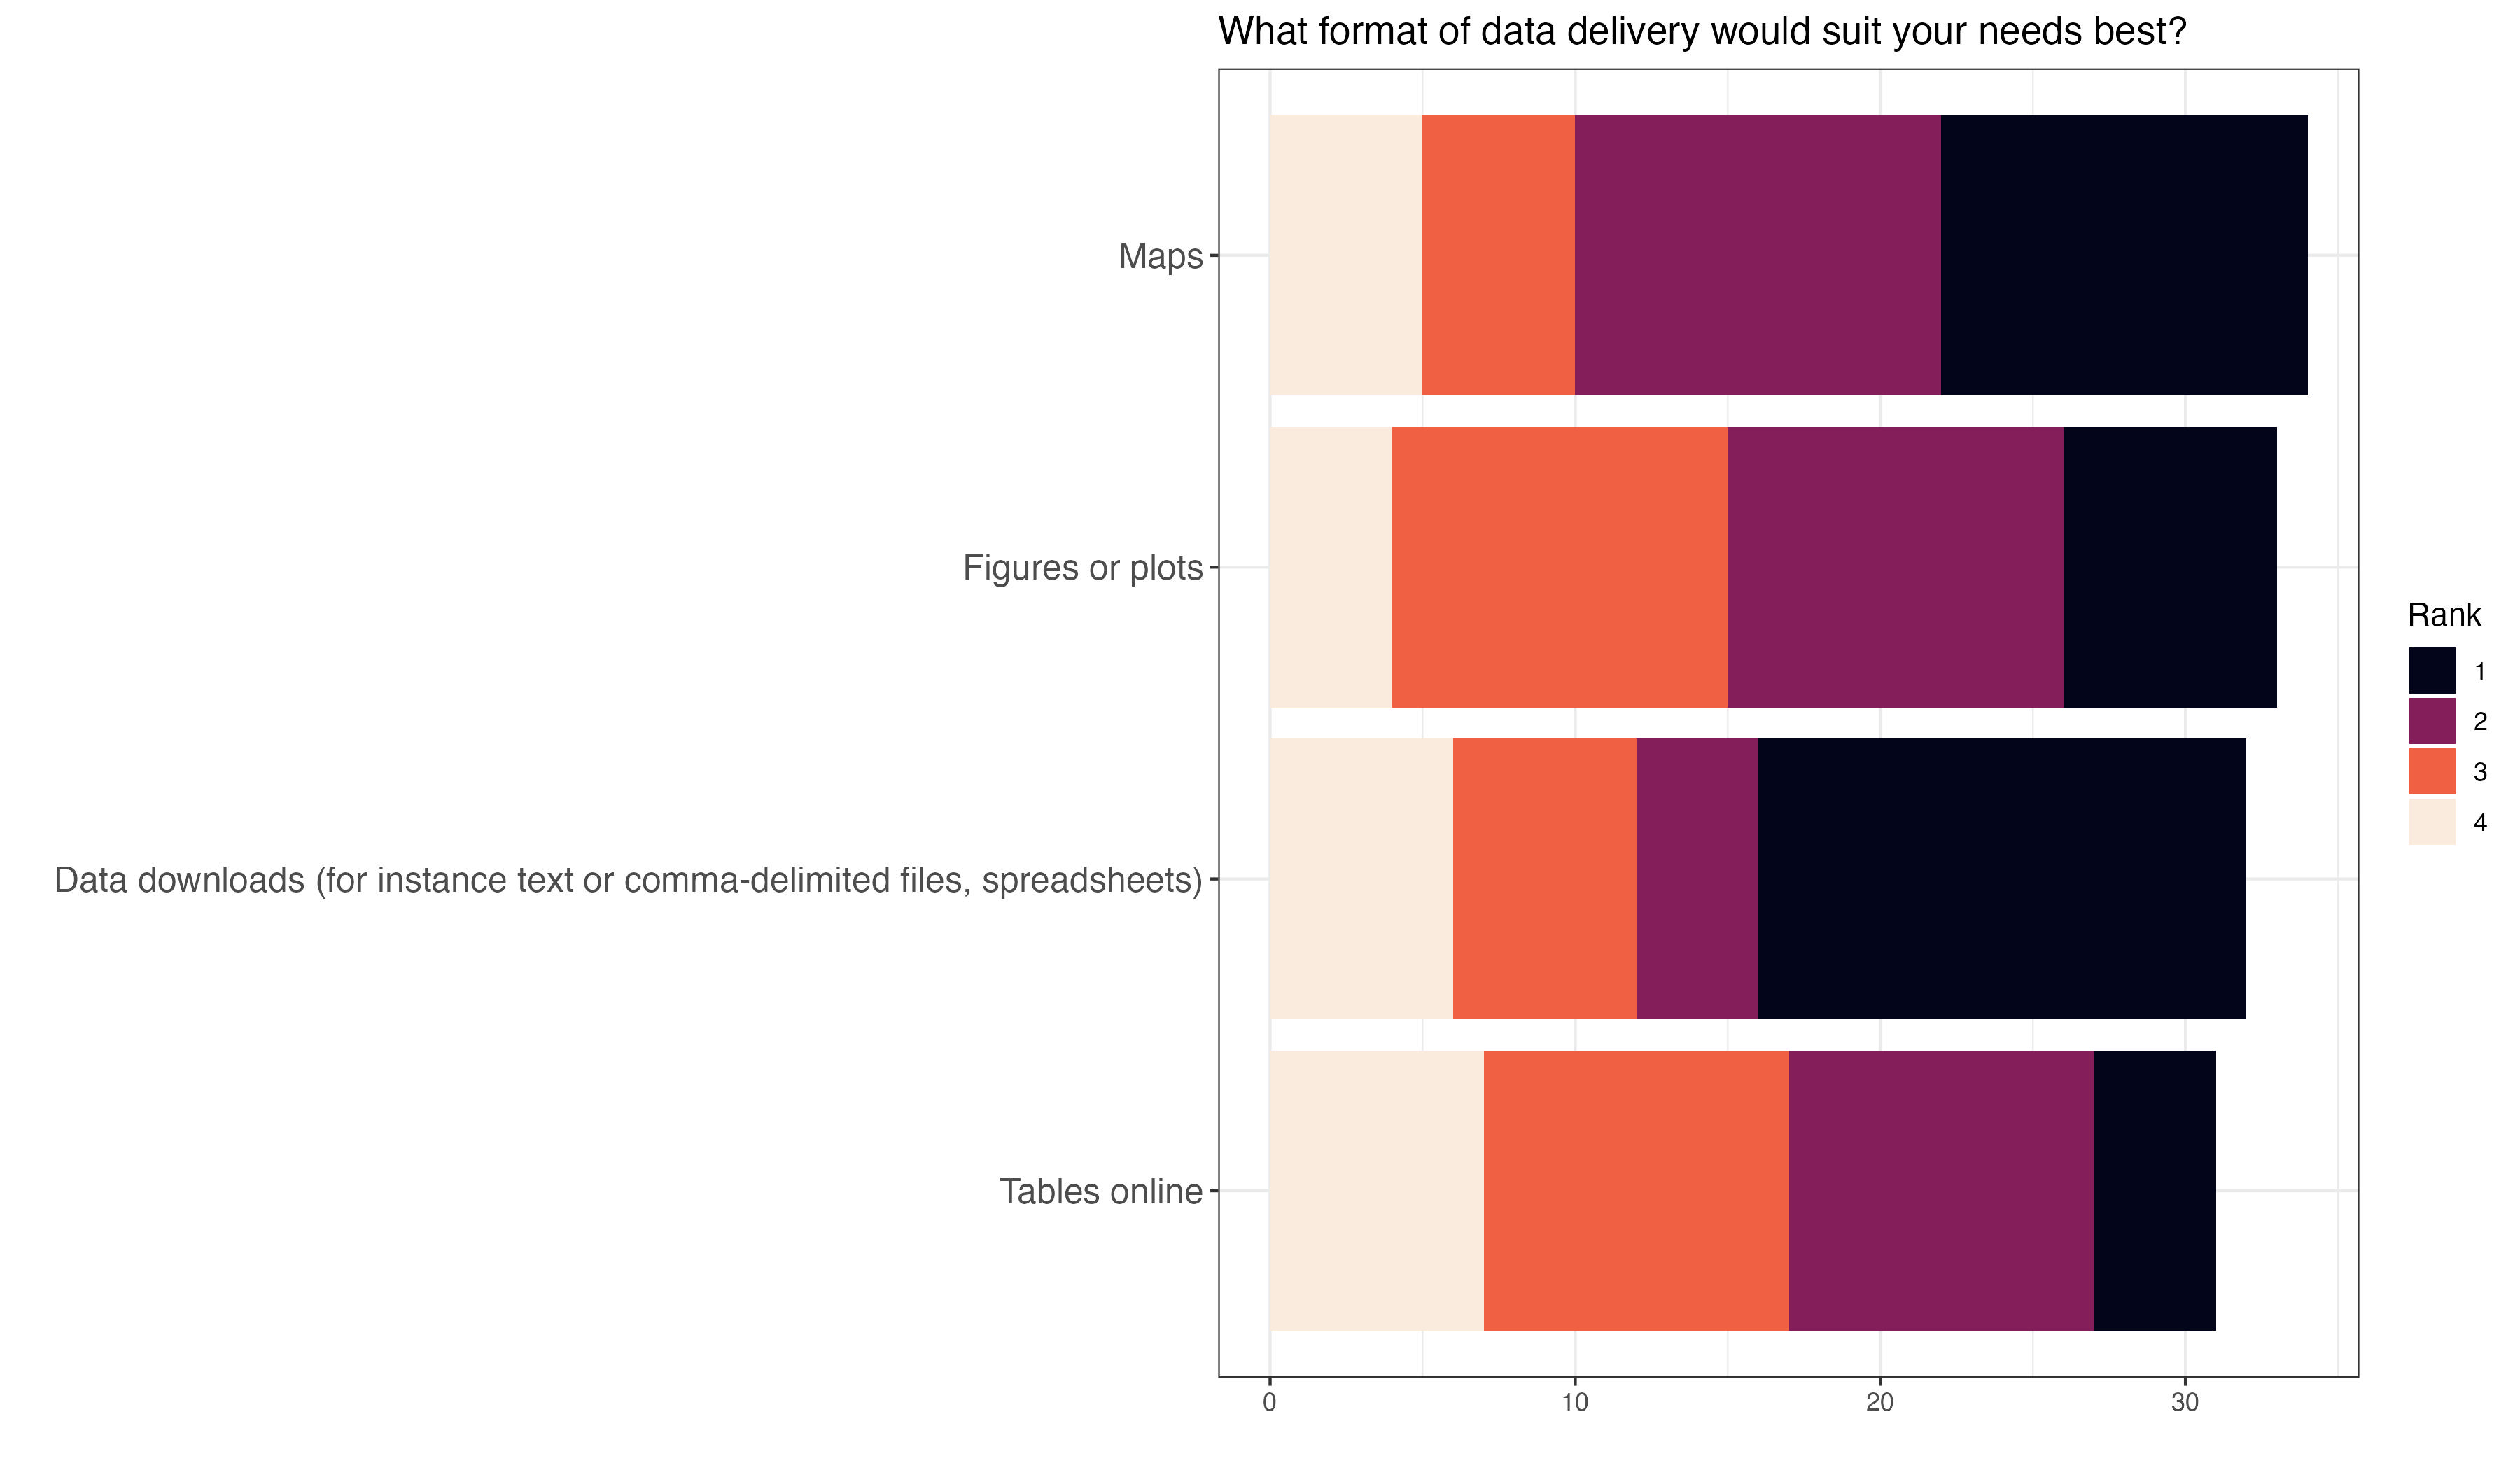 What format of data delivery would suit your needs best?
Maps
Figures or plots
Data downloads (for instance text or comma-delimited files, spreadsheets)
Tables online
0 10 20 30
Rank
1
2
3
4